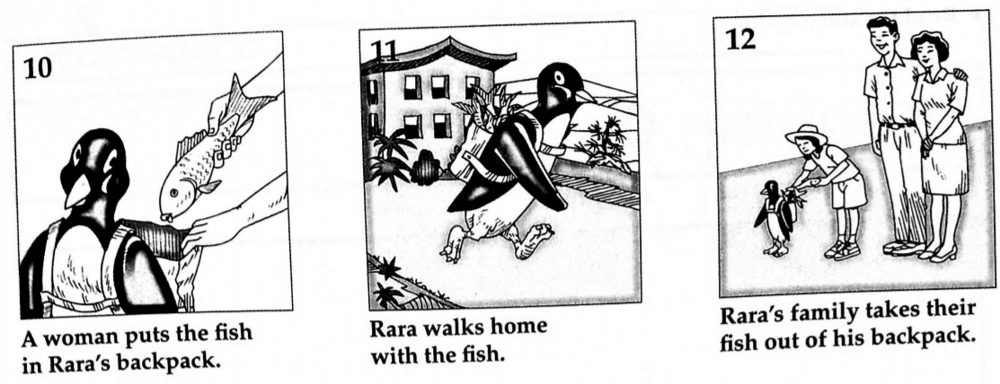 10
A woman puts the fish
in Rara's backpack.
11
Rara walks home
with the fish.
12
Rara's family takes their
fish out of his backpack.